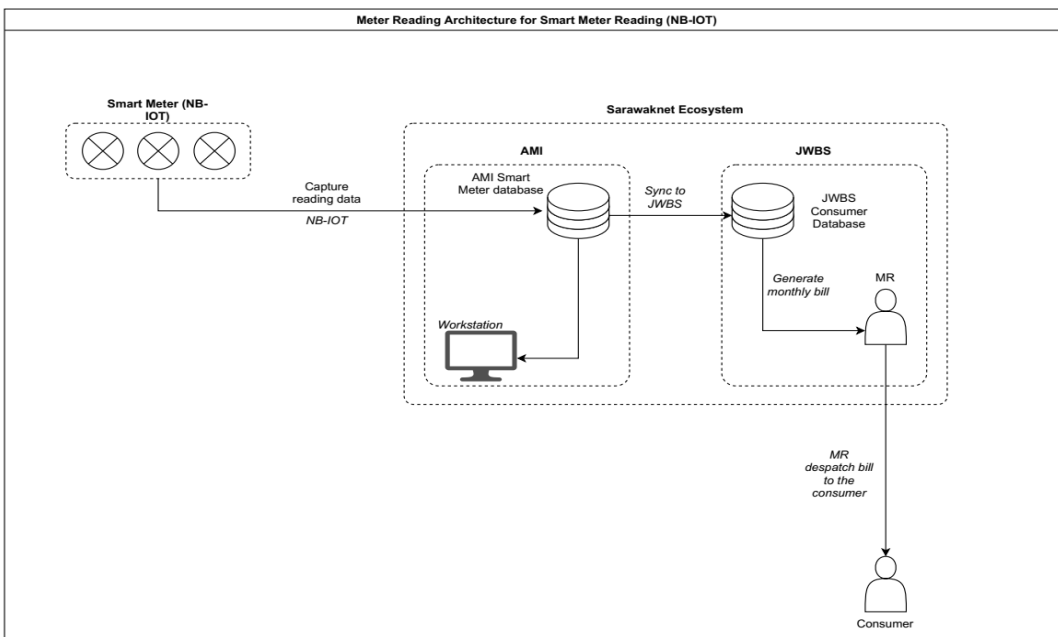 Meter Reading Architecture for Smart Meter Reading (NB-IOT)
Smart Meter (NB-
IOT)
Sarawaknet Ecosystem
AMI
JWBS
AMI Smart
Meter database
Capture
reading data
NB-IOT
Sync to
JWBS
JWBS
Consumer
Database
Generate
monthly bill
MR
Workstation
MR
despatch bill
to the
consumer
Consumer